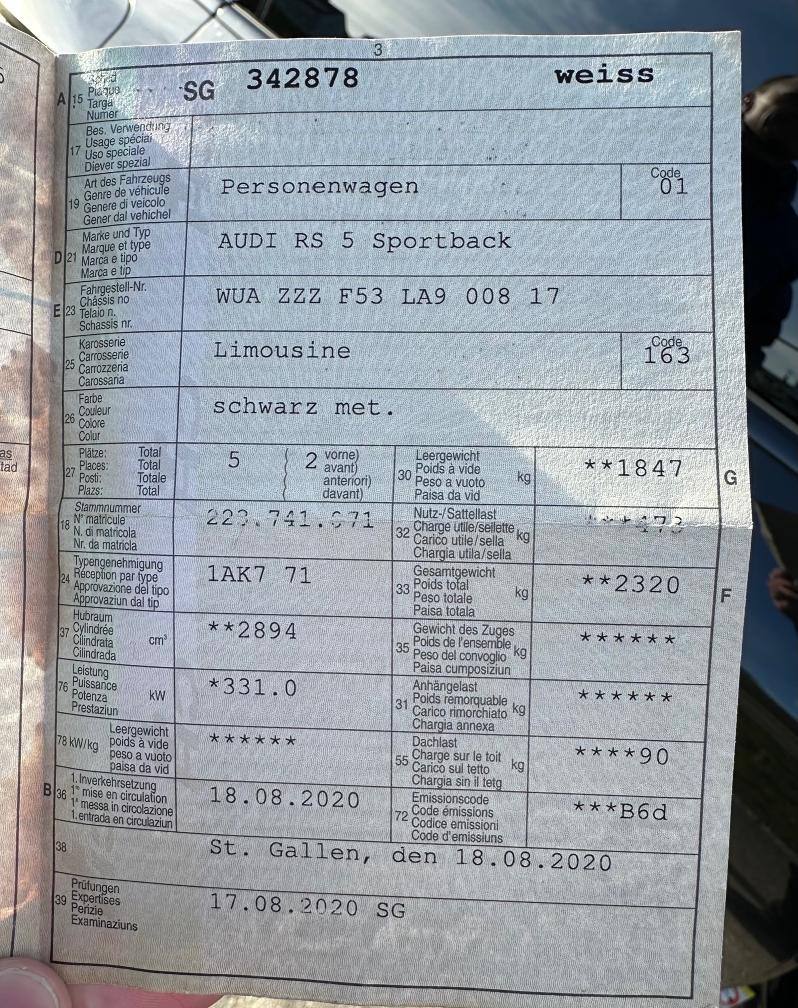 3
A 15 Schild SG 342878 weiss
Plaque
Targa
Numer
17 Bes. Verwendung
Usage spécial
Uso speciale
Diever spezial
19 Art des Fahrzeugs Personenwagen Code 01
Genre de véhicule
Genere di veicolo
Gener dal vehichel
D 21 Marke und Typ AUDI RS 5 Sportback
Marque et type
Marca e tipo
Marca e tip
E 23 Fahrgestell-Nr. WUA ZZZ F53 LA9 008 17
Châssis no
Telaio n.
Schassis nr.
25 Karosserie Limousine Code 163
Carrosserie
Carrozzeria
Carossaria
26 Farbe schwarz met.
Couleur
Colore
Colur
27 Plätze: Total 5 ( 2 vorne)
Places: Total avant)
Posti: Totale anteriori)
Plazs: Total davant)
30 Leergewicht kg **1847 G
Poids à vide
Peso a vuoto
Paisa da vid
18 Stammnummer 223.741.671
N° matricule
N. di matricola
Nr. da matricla
32 Nutz-/Sattellast kg ***473
Charge utile/sellette
Carico utile/sella
Chargia utila/sella
24 Typengenehmigung 1AK7 71
Réception par type
Approvazione del tipo
Approvaziun dal tip
33 Gesamtgewicht kg **2320 F
Poids total
Peso totale
Paisa totala
37 Hubraum cm³ **2894
Cylindrée
Cilindrata
Cilindrada
35 Gewicht des Zuges kg ******
Poids de l'ensemble
Peso del convoglio
Paisa cumposiziun
76 Leistung kW *331.0
Puissance
Potenza
Prestaziun
31 Anhängelast kg ******
Poids remorquable
Carico rimorchiato
Chargia annexa
78 kW/kg Leergewicht ******
poids à vide
peso a vuoto
paisa da vid
55 Dachlast kg ****90
Charge sur le toit
Carico sul tetto
Chargia sin il tetg
B 36 1. Inverkehrsetzung 18.08.2020
1re mise en circulation
1a messa in circolazione
1. entrada en circulaziun
72 Emissionscode ***B6d
Code émissions
Codice emissioni
Code d'emissiuns
38 St. Gallen, den 18.08.2020
39 Prüfungen 17.08.2020 SG
Expertises
Perizie
Examinaziuns